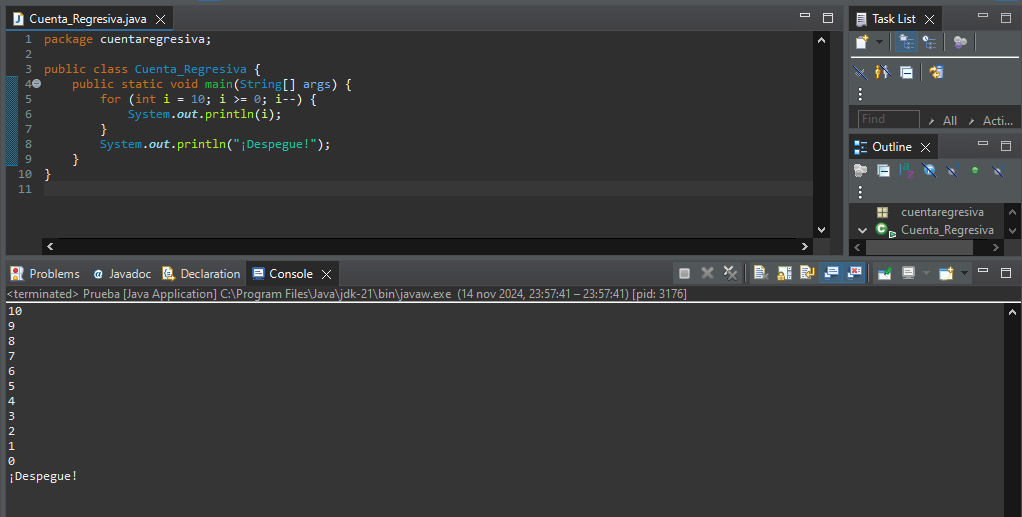 Cuenta_Regresiva.java
1 package cuentaregresiva;
2
3 public class Cuenta_Regresiva {
4     public static void main(String[] args) {
5         for (int i = 10; i >= 0; i--) {
6             System.out.println(i);
7         }
8         System.out.println("¡Despegue!");
9     }
10 }
11
Task List
Find
All
Acti...
Outline
cuentaregresiva
Cuenta_Regresiva
Problems Javadoc Declaration Console
<terminated> Prueba [Java Application] C:\Program Files\Java\jdk-21\bin\javaw.exe (14 nov 2024, 23:57:41 – 23:57:41) [pid: 3176]
10
9
8
7
6
5
4
3
2
1
0
¡Despegue!